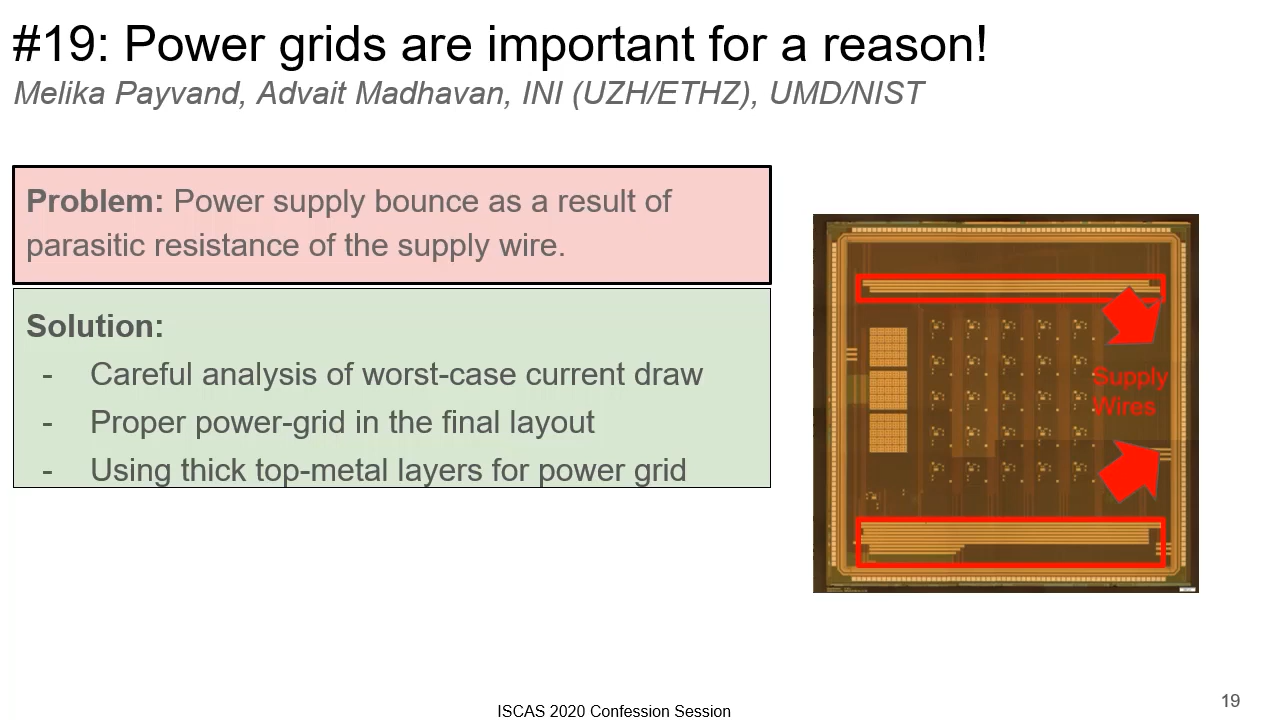 #19: Power grids are important for a reason!
Melika Payvand, Advait Madhavan, INI (UZH/ETHZ), UMD/NIST
Problem: Power supply bounce as a result of
parasitic resistance of the supply wire.
Solution:
- Careful analysis of worst-case current draw
- Proper power-grid in the final layout
- Using thick top-metal layers for power grid
Supply
Wires
ISCAS 2020 Confession Session
19